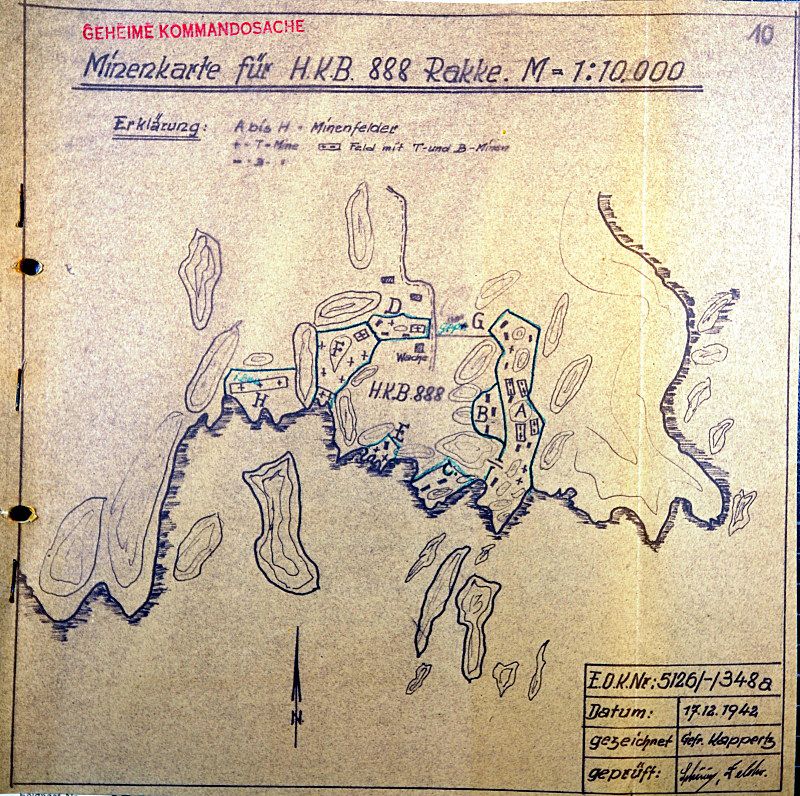 GEHEIME KOMMANDOSACHE
10
Minenkarte für H.K.B. 888 Rakke. M = 1:10.000
Erklärung: A bis H = Minenfelder
+ = T-Mine Feld mit T- und B-Minen
- = B- "
D
G
F
Wache
H.K.B. 888
H
B
A
E
C
N
F.O.K.Nr.: 5126/-/348a
Datum: 17.12.1942
gezeichnet Gefr. Kappertz
geprüft: